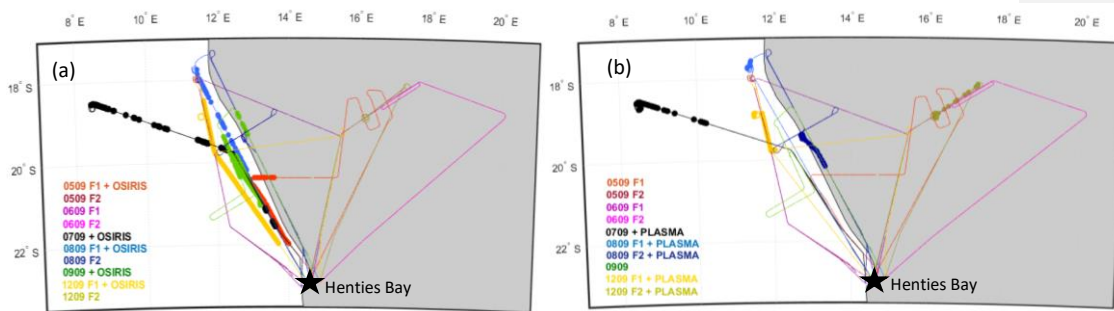 8° E 10° E 12° E 14° E 16° E 18° E 20° E
(a)
18° S
20° S
22° S
0509 F1 + OSIRIS
0509 F2
0609 F1
0609 F2
0709 + OSIRIS
0809 F1 + OSIRIS
0809 F2
0909 + OSIRIS
1209 F1 + OSIRIS
1209 F2
Henties Bay
8° E 10° E 12° E 14° E 16° E 18° E 20° E
(b)
18° S
20° S
22° S
0509 F1
0509 F2
0609 F1
0609 F2
0709 + PLASMA
0809 F1 + PLASMA
0809 F2 + PLASMA
0909
1209 F1 + PLASMA
1209 F2 + PLASMA
Henties Bay